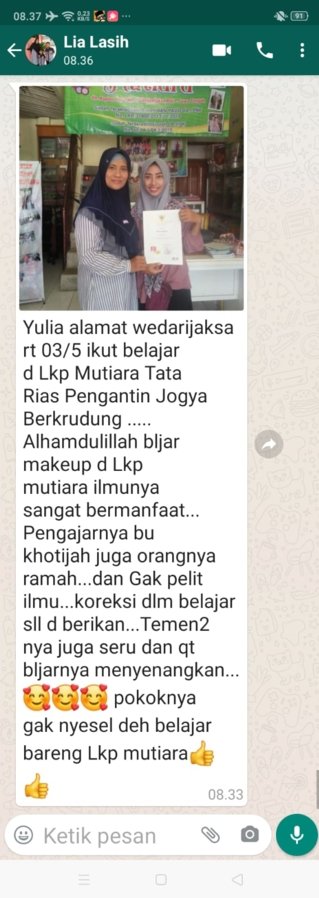 08.37
0,23
KB/S
91
Lia Lasih
08.36
Yulia alamat wedarijaksa
rt 03/5 ikut belajar
d Lkp Mutiara Tata
Rias Pengantin Jogya
Berkrudung .....
Alhamdulillah bljar
makeup d Lkp
mutiara ilmunya
sangat bermanfaat...
Pengajarnya bu
khotijah juga orangnya
ramah...dan Gak pelit
ilmu...koreksi dlm belajar
sll d berikan...Temen2
nya juga seru dan qt
bljarnya menyenangkan...
🥰🥰🥰 pokoknya
gak nyesel deh belajar
bareng Lkp mutiara👍
👍
08.33
Ketik pesan